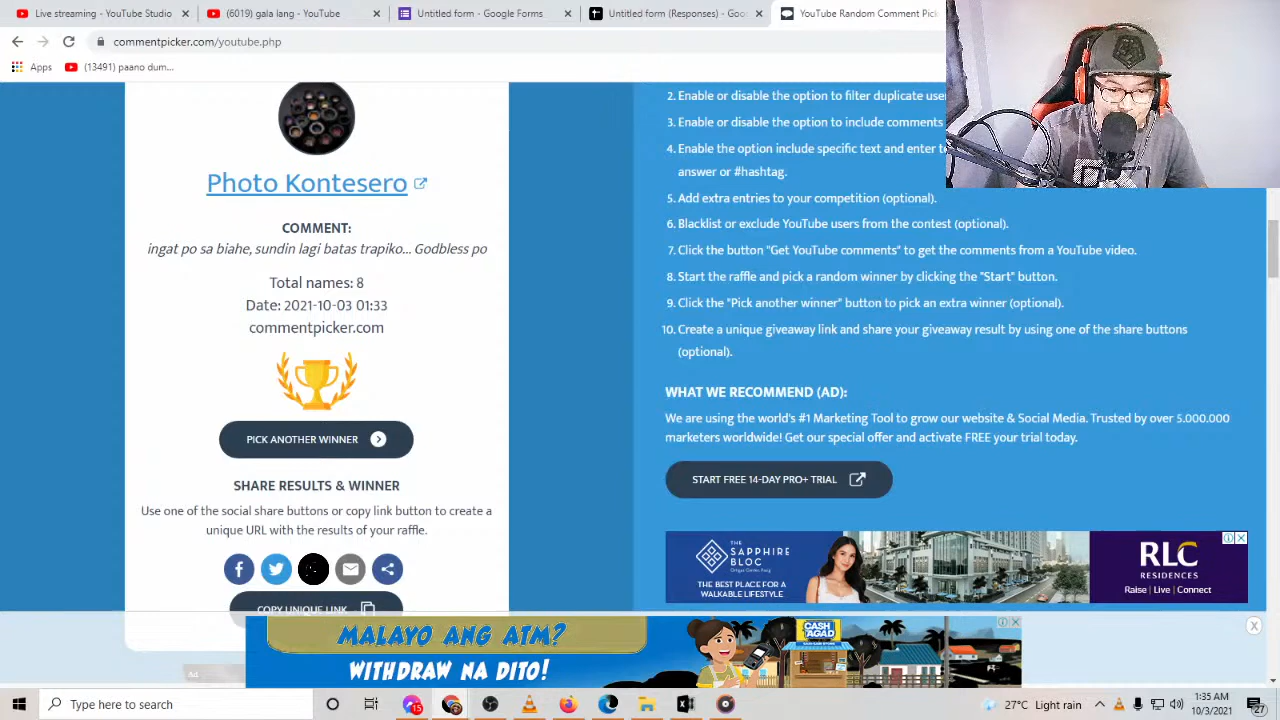 Live streaming - YouTube Studio
(6019) gala - YouTube
Untitled form - Google Forms
Untitled form (Responses) - Goo
YouTube Random Comment Pick
commentpicker.com/youtube.php
Apps
(13491) paano dum...
Photo Kontesero
COMMENT:
ingat po sa biahe, sundin lagi batas trapiko... Godbless po
Total names: 8
Date: 2021-10-03 01:33
commentpicker.com
PICK ANOTHER WINNER
SHARE RESULTS & WINNER
Use one of the social share buttons or copy link button to create a
unique URL with the results of your raffle.
COPY UNIQUE LINK
2. Enable or disable the option to filter duplicate use
3. Enable or disable the option to include comments
4. Enable the option include specific text and enter to
answer or #hashtag.
5. Add extra entries to your competition (optional).
6. Blacklist or exclude YouTube users from the contest (optional).
7. Click the button "Get YouTube comments" to get the comments from a YouTube video.
8. Start the raffle and pick a random winner by clicking the "Start" button.
9. Click the "Pick another winner" button to pick an extra winner (optional).
10. Create a unique giveaway link and share your giveaway result by using one of the share buttons
(optional).
WHAT WE RECOMMEND (AD):
We are using the world's #1 Marketing Tool to grow our website & Social Media. Trusted by over 5.000.000
marketers worldwide! Get our special offer and activate FREE your trial today.
START FREE 14-DAY PRO+ TRIAL
THE
SAPPHIRE
BLOC
THE BEST PLACE FOR A
WALKABLE LIFESTYLE
RLC
RESIDENCES
Raise | Live | Connect
MALAYO ANG ATM?
WITHDRAW NA DITO!
CASH
AGAD
Ad
X
Type here to search
15
27°C Light rain
1:35 AM
10/3/2021
27